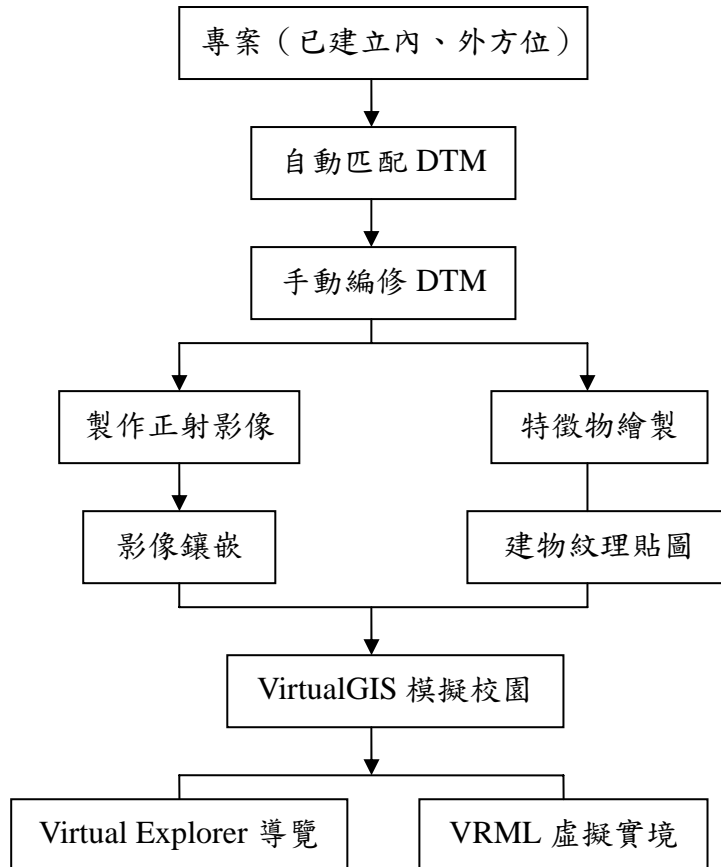 專案（已建立內、外方位）
自動匹配 DTM
手動編修 DTM
製作正射影像
特徵物繪製
影像鑲嵌
建物紋理貼圖
VirtualGIS 模擬校園
Virtual Explorer 導覽
VRML 虛擬實境